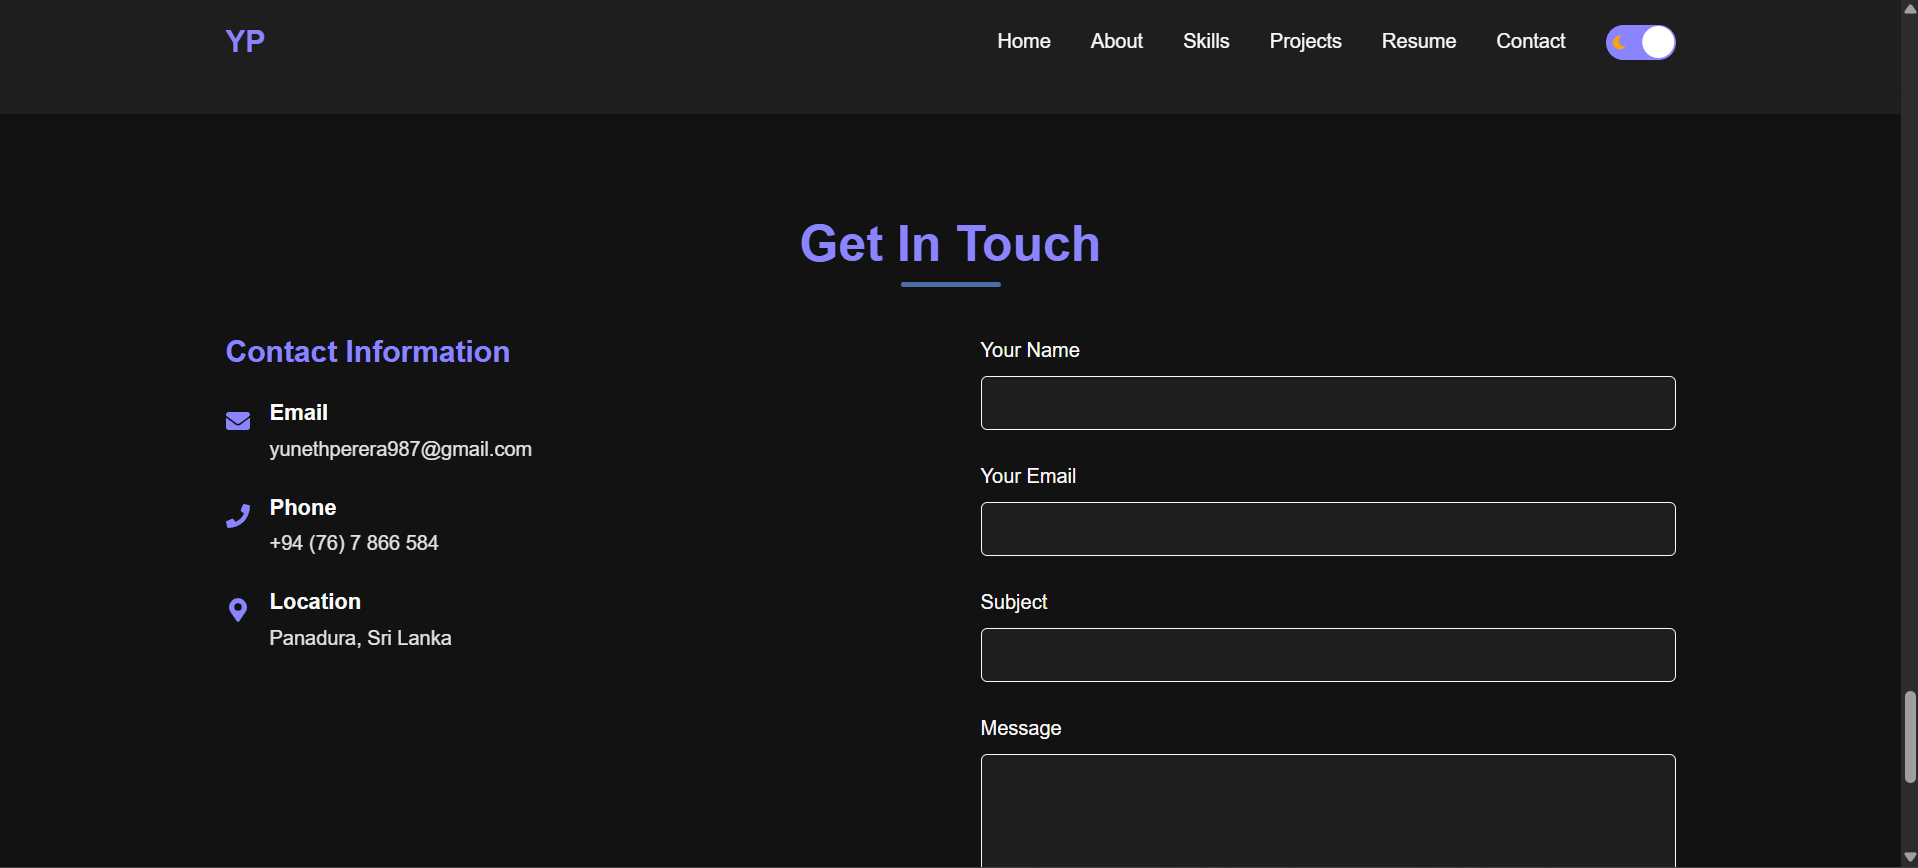 YP
Home
About
Skills
Projects
Resume
Contact
Get In Touch
Contact Information
Email
yunethperera987@gmail.com
Phone
+94 (76) 7 866 584
Location
Panadura, Sri Lanka
Your Name
Your Email
Subject
Message